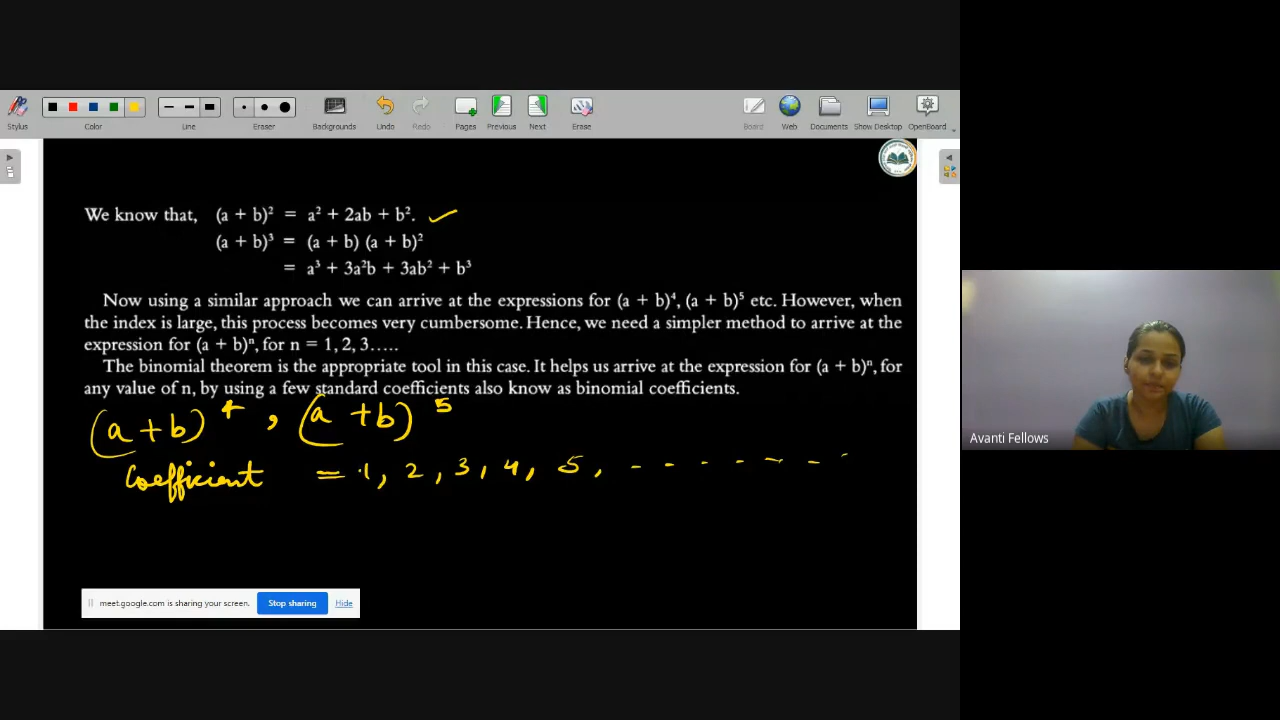 Stylus Color Line Eraser Backgrounds Undo Redo Pages Previous Next Erase Board Web Documents Show Desktop OpenBoard
We know that, (a + b)² = a² + 2ab + b². ✓
(a + b)³ = (a + b) (a + b)²
= a³ + 3a²b + 3ab² + b³
Now using a similar approach we can arrive at the expressions for (a + b)⁴, (a + b)⁵ etc. However, when
the index is large, this process becomes very cumbersome. Hence, we need a simpler method to arrive at the
expression for (a + b)ⁿ, for n = 1, 2, 3.....
The binomial theorem is the appropriate tool in this case. It helps us arrive at the expression for (a + b)ⁿ, for
any value of n, by using a few standard coefficients also know as binomial coefficients.
(a + b)⁴, (a + b)⁵
Coefficient = 1, 2, 3, 4, 5, - - - - - - -
Avanti Fellows
meet.google.com is sharing your screen. Stop sharing Hide